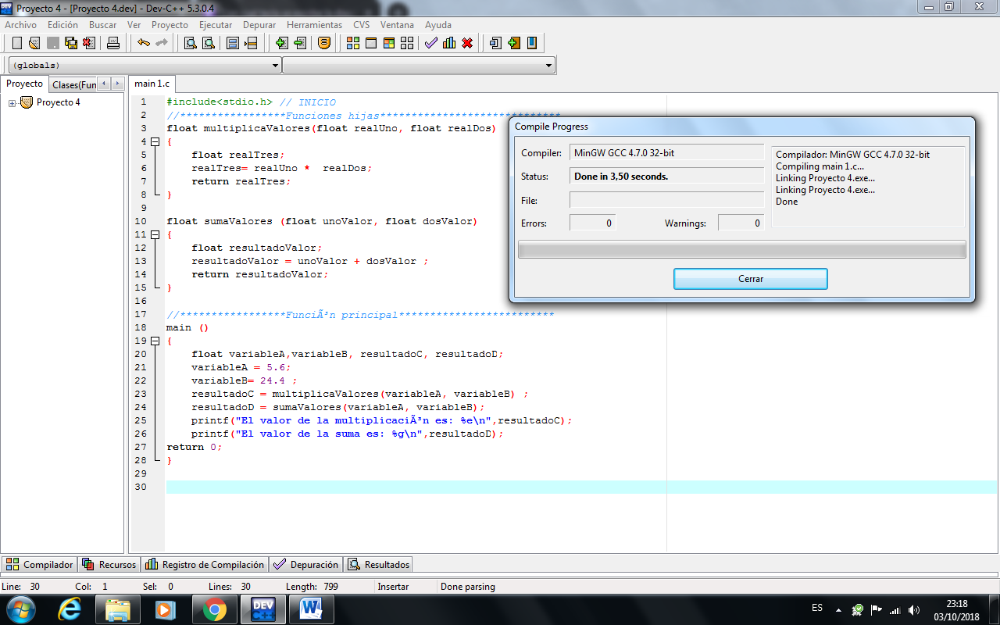 Proyecto 4 - [Proyecto 4.dev] - Dev-C++ 5.3.0.4
Archivo Edición Buscar Ver Proyecto Ejecutar Depurar Herramientas CVS Ventana Ayuda
(globals)
Proyecto Clases(Fun
main 1.c
Proyecto 4
1 #include<stdio.h> // INICIO
2 //*****************Funciones hijas*****************************
3 float multiplicaValores(float realUno, float realDos)
4 {
5 float realTres;
6 realTres= realUno * realDos;
7 return realTres;
8 }
9
10 float sumaValores (float unoValor, float dosValor)
11 {
12 float resultadoValor;
13 resultadoValor = unoValor + dosValor ;
14 return resultadoValor;
15 }
16
17 //*****************FunciÃ³n principal*************************
18 main ()
19 {
20 float variableA,variableB, resultadoC, resultadoD;
21 variableA = 5.6;
22 variableB= 24.4 ;
23 resultadoC = multiplicaValores(variableA, variableB) ;
24 resultadoD = sumaValores(variableA, variableB);
25 printf("El valor de la multiplicaciÃ³n es: %e\n",resultadoC);
26 printf("El valor de la suma es: %g\n",resultadoD);
27 return 0;
28 }
29
30
Compile Progress
Compiler: MinGW GCC 4.7.0 32-bit
Status: Done in 3,50 seconds.
File:
Errors: 0 Warnings: 0
Compilador: MinGW GCC 4.7.0 32-bit
Compiling main 1.c...
Linking Proyecto 4.exe...
Linking Proyecto 4.exe...
Done
Cerrar
Compilador Recursos Registro de Compilación Depuración Resultados
Line: 30 Col: 1 Sel: 0 Lines: 30 Length: 799 Insertar Done parsing
DEV C++ W ES 23:18
03/10/2018